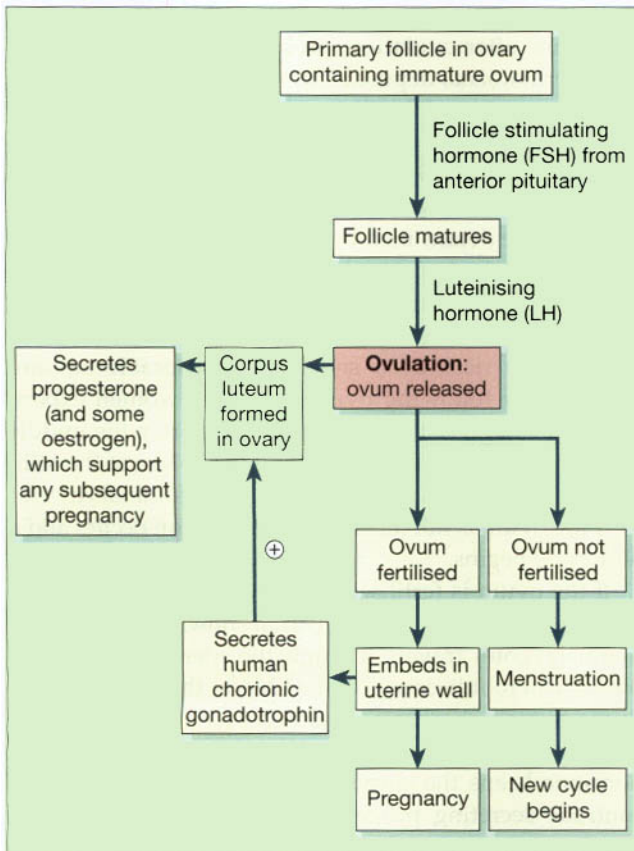 Primary follicle in ovary
containing immature ovum
Follicle stimulating
hormone (FSH) from
anterior pituitary
Follicle matures
Luteinising
hormone (LH)
Secretes
progesterone
(and some
oestrogen),
which support
any subsequent
pregnancy
Corpus
luteum
formed
in ovary
Ovulation:
ovum released
+
Ovum
fertilised
Ovum not
fertilised
Secretes
human
chorionic
gonadotrophin
Embeds in
uterine wall
Menstruation
Pregnancy
New cycle
begins